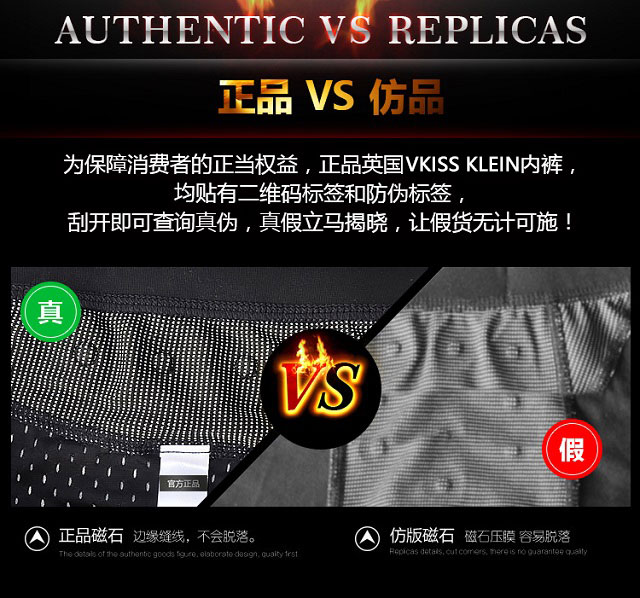 AUTHENTIC VS REPLICAS
正品 VS 仿品
为保障消费者的正当权益，正品英国VKISS KLEIN内裤，
均贴有二维码标签和防伪标签，
刮开即可查询真伪，真假立马揭晓，让假货无计可施！
真
VS
官方正品
假
正品磁石 边缘缝线，不会脱落。
The details of the authentic goods figure, elaborate design, quality first
仿版磁石 磁石压膜 容易脱落
Replicas details, cut corners, there is no guarantee quality